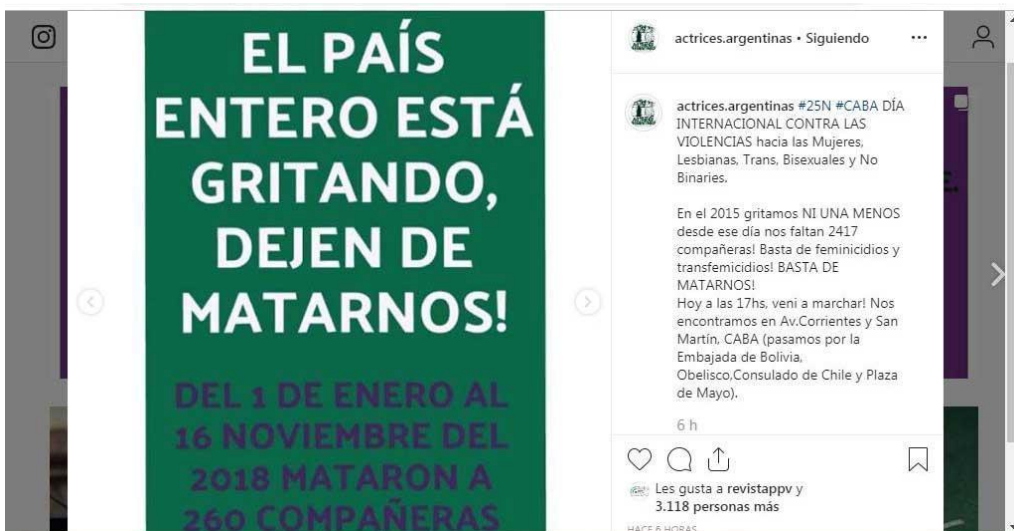 EL PAÍS
ENTERO ESTÁ
GRITANDO,
DEJEN DE
MATARNOS!
DEL 1 DE ENERO AL
16 NOVIEMBRE DEL
2018 MATARON A
260 COMPAÑERAS
actrices.argentinas • Siguiendo
actrices.argentinas #25N #CABA DÍA
INTERNACIONAL CONTRA LAS
VIOLENCIAS hacia las Mujeres,
Lesbianas, Trans, Bisexuales y No
Binaries.
En el 2015 gritamos NI UNA MENOS
desde ese día nos faltan 2417
compañeras! Basta de feminicidios y
transfemicidios! BASTA DE
MATARNOS!
Hoy a las 17hs, veni a marchar! Nos
encontramos en Av.Corrientes y San
Martín, CABA (pasamos por la
Embajada de Bolivia,
Obelisco,Consulado de Chile y Plaza
de Mayo).
6 h
Les gusta a revistappv y
3.118 personas más
HACE 6 HORAS